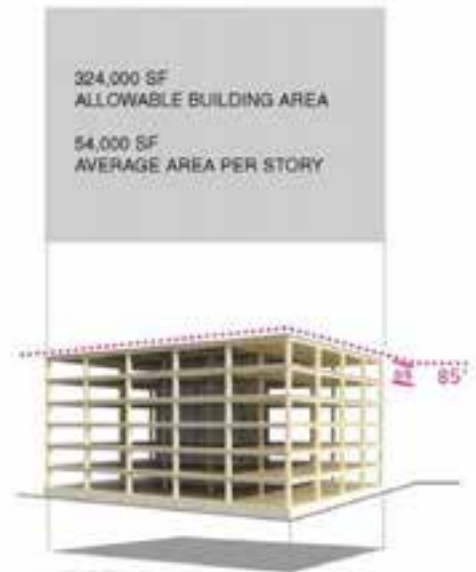 324,000 SF
ALLOWABLE BUILDING AREA
54,000 SF
AVERAGE AREA PER STORY
85'